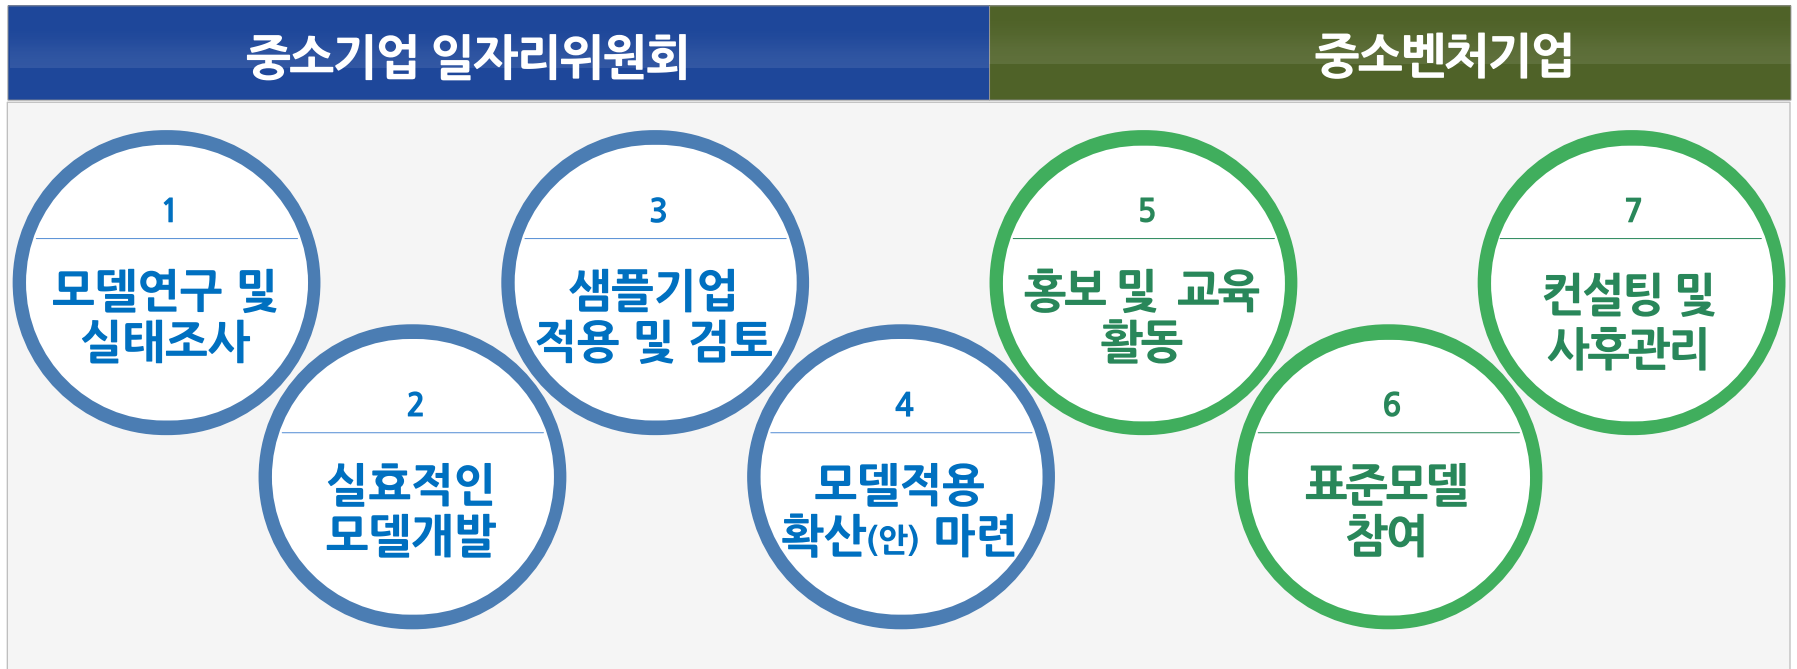 중소기업 일자리위원회
중소벤처기업
1
모델연구 및
실태조사
2
실효적인
모델개발
3
샘플기업
적용 및 검토
4
모델적용
확산(안) 마련
5
홍보 및 교육
활동
6
표준모델
참여
7
컨설팅 및
사후관리